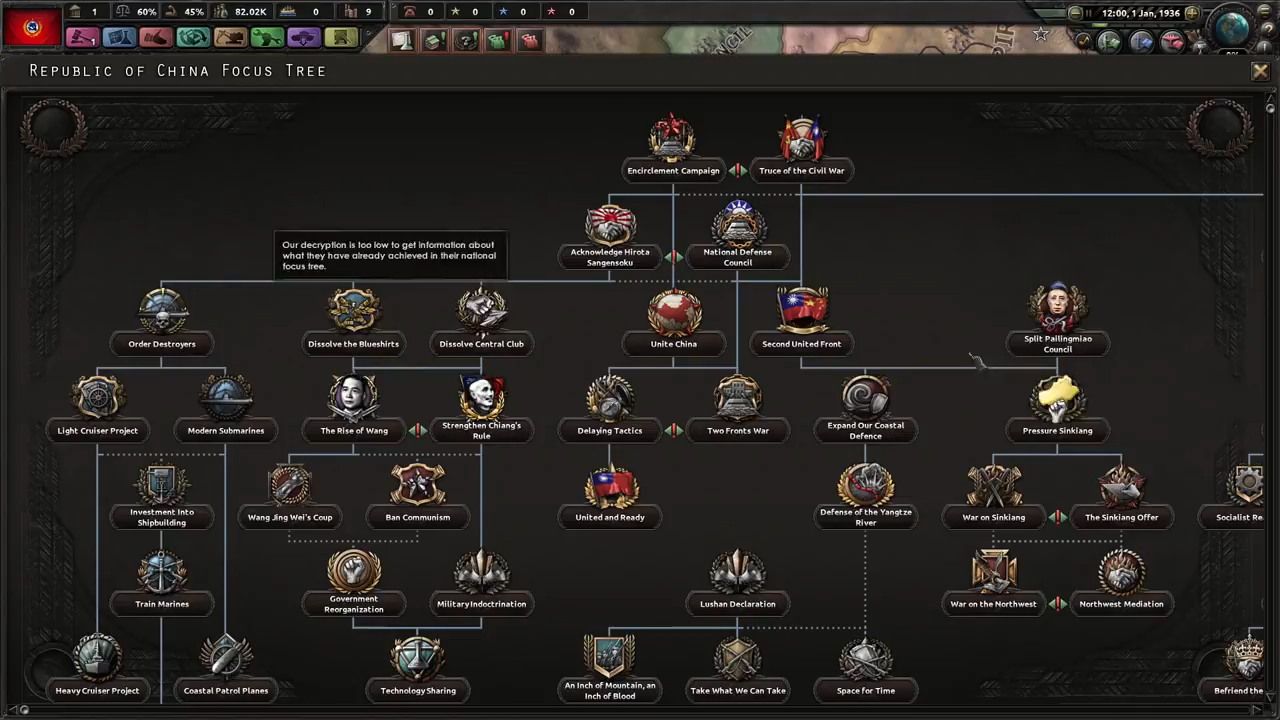 1 60% 45% 82.02K 0 9 0 0 0 0 12:00, 1 Jan, 1936
1
REPUBLIC OF CHINA FOCUS TREE
Encirclement Campaign Truce of the Civil War
Acknowledge Hirota
Sangensoku
National Defense
Council
Our decryption is too low to get information about
what they have already achieved in their national
focus tree.
Order Destroyers Dissolve the Blueshirts Dissolve Central Club Unite China Second United Front
Split Pailingmiao
Council
Light Cruiser Project Modern Submarines The Rise of Wang
Strengthen Chiang's
Rule
Delaying Tactics Two Fronts War
Expand Our Coastal
Defence
Pressure Sinkiang
Investment Into
Shipbuilding
Wang Jing Wei's Coup Ban Communism United and Ready
Defense of the Yangtze
River
War on Sinkiang The Sinkiang Offer Socialist Re
Train Marines
Government
Reorganization
Military Indoctrination Lushan Declaration War on the Northwest Northwest Mediation
Heavy Cruiser Project Coastal Patrol Planes Technology Sharing
An Inch of Mountain, an
Inch of Blood
Take What We Can Take Space for Time Befriend the